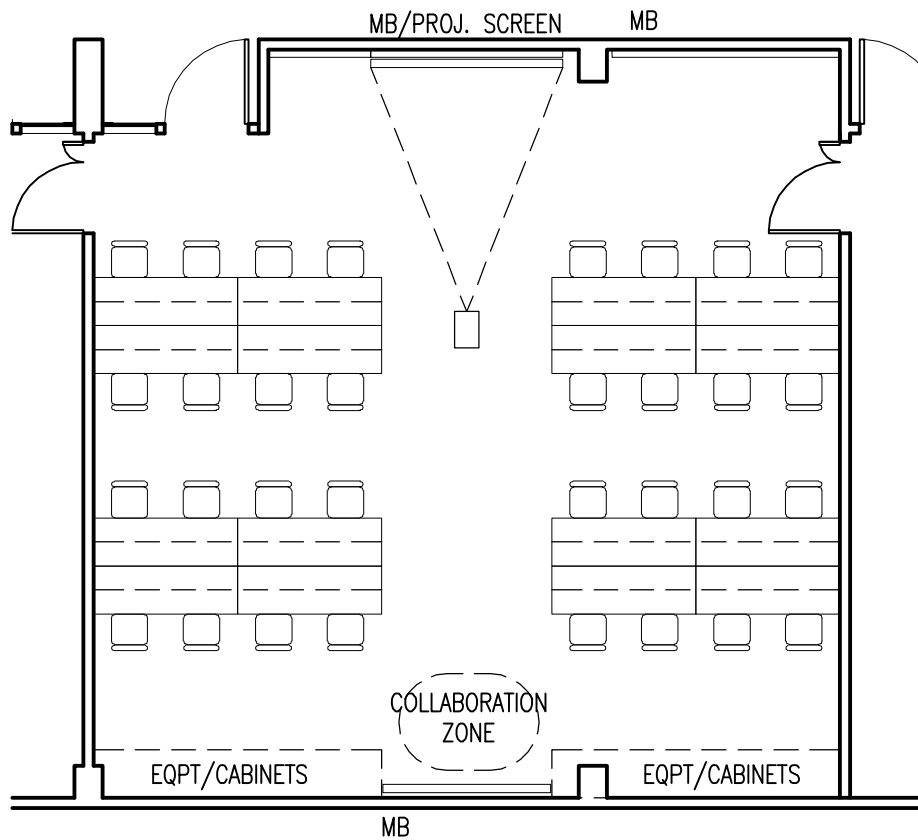 MB/PROJ. SCREEN
MB
COLLABORATION
ZONE
EQPT/CABINETS
EQPT/CABINETS
MB